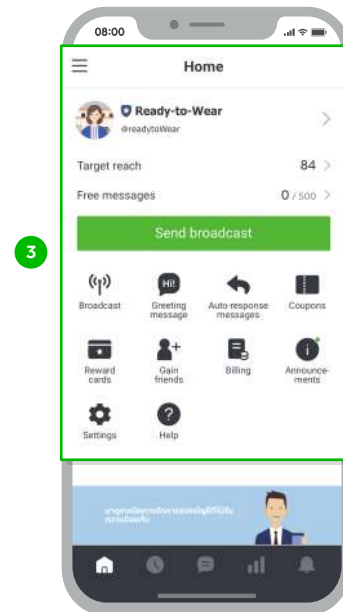 08:00
Home
Ready-to-Wear
@readytoWear
Target reach 84
Free messages 0 / 500
Send broadcast
3
Broadcast
Hi!
Greeting
message
Auto-response
messages
Coupons
Reward
cards
Gain
friends
Billing
Announce-
ments
Settings
Help